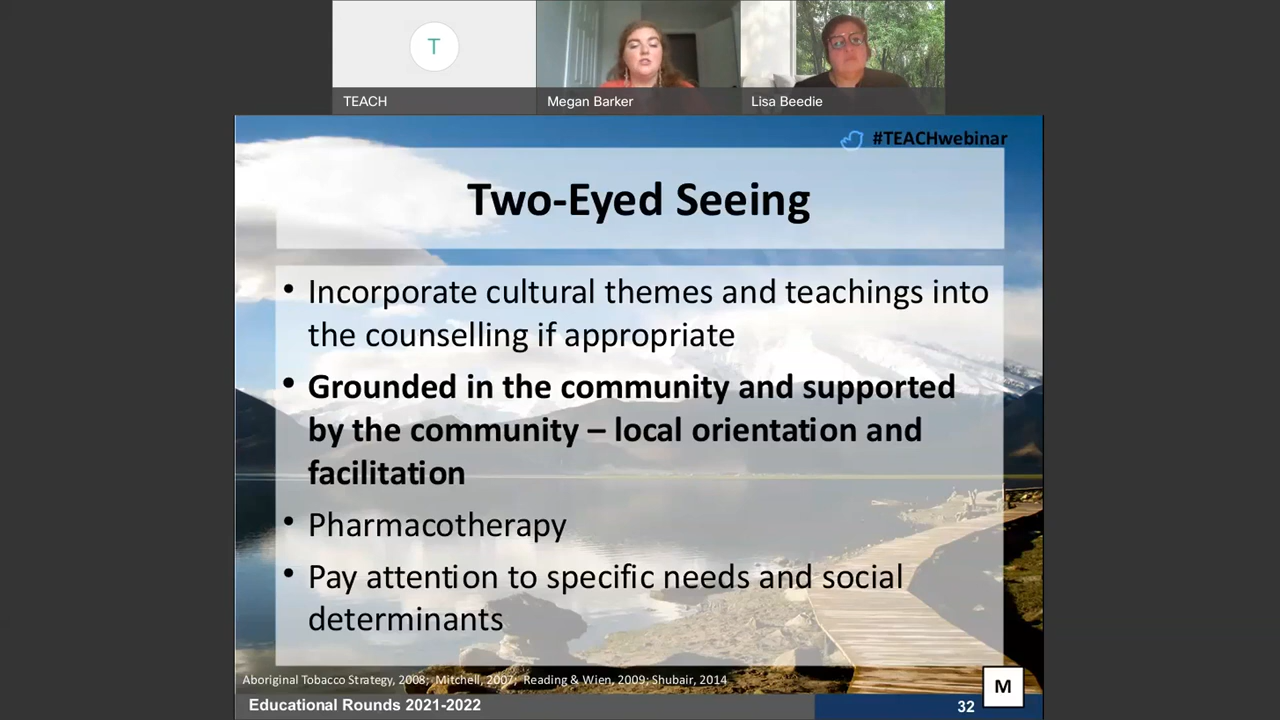 T
TEACH
Megan Barker
Lisa Beedie
#TEACHwebinar
Two-Eyed Seeing
• Incorporate cultural themes and teachings into
the counselling if appropriate
• Grounded in the community and supported
by the community – local orientation and
facilitation
• Pharmacotherapy
• Pay attention to specific needs and social
determinants
Aboriginal Tobacco Strategy, 2008; Mitchell, 2007; Reading & Wien, 2009; Shubair, 2014
M
Educational Rounds 2021-2022
32